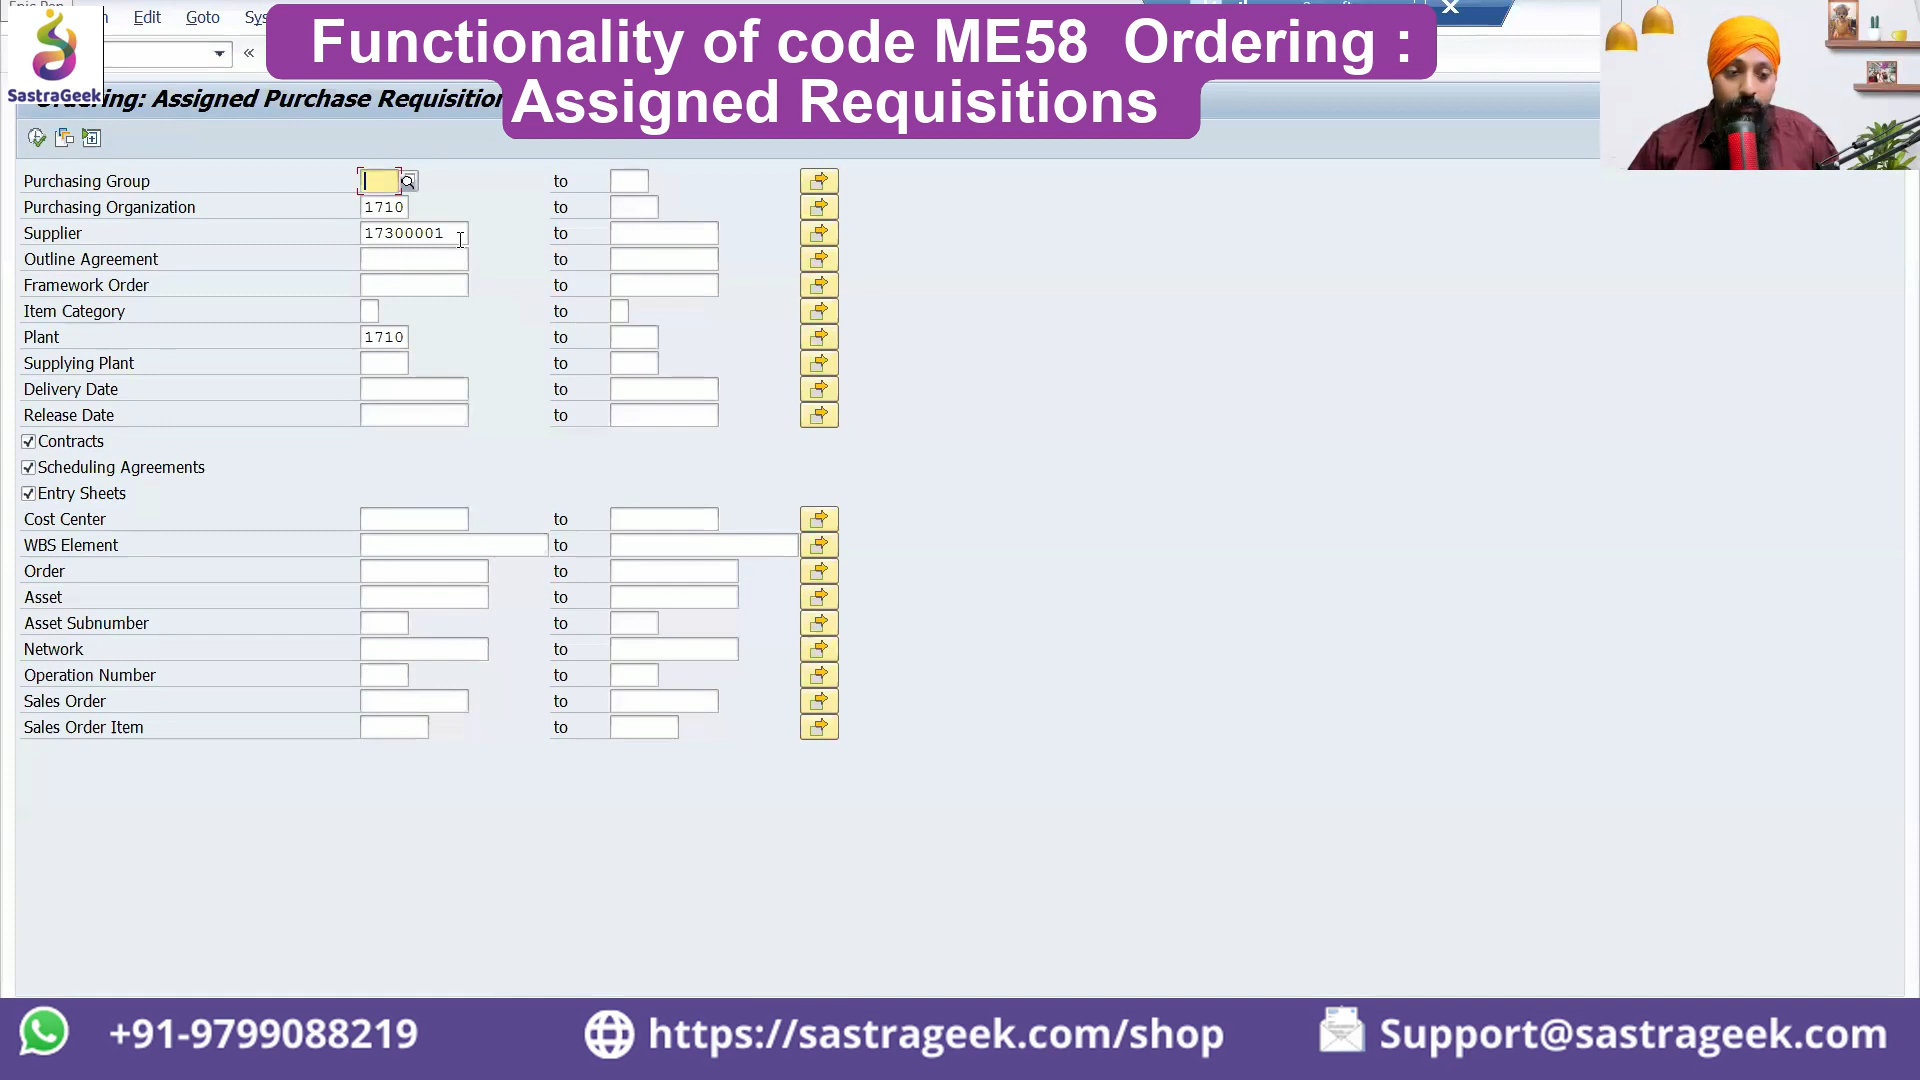 Edit Goto
Functionality of code ME58 Ordering :
Assigned Requisitions
SastraGeek
Assigned Purchase Requisition
Purchasing Group to
Purchasing Organization 1710 to
Supplier 17300001 to
Outline Agreement to
Framework Order to
Item Category to
Plant 1710 to
Supplying Plant to
Delivery Date to
Release Date to
Contracts
Scheduling Agreements
Entry Sheets
Cost Center to
WBS Element to
Order to
Asset to
Asset Subnumber to
Network to
Operation Number to
Sales Order to
Sales Order Item to
+91-9799088219 https://sastrageek.com/shop Support@sastrageek.com